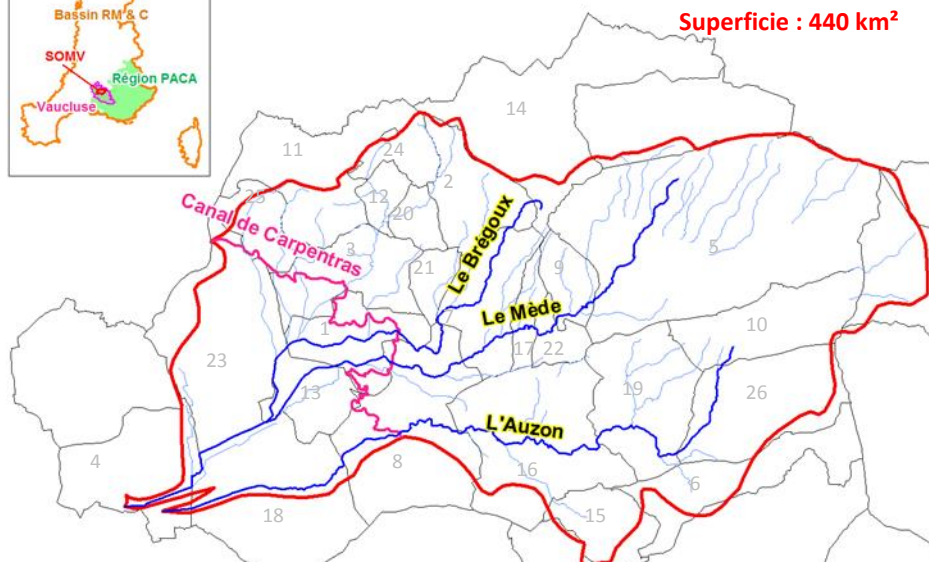 Bassin RM & C
SOMV
Région PACA
Vaucluse
Superficie : 440 km²
14
11
24
2
12
25
20
Canal de Carpentras
3
21
Le Brégoux
9
5
Le Mède
1
10
17
22
23
13
19
26
L'Auzon
4
8
16
6
18
15